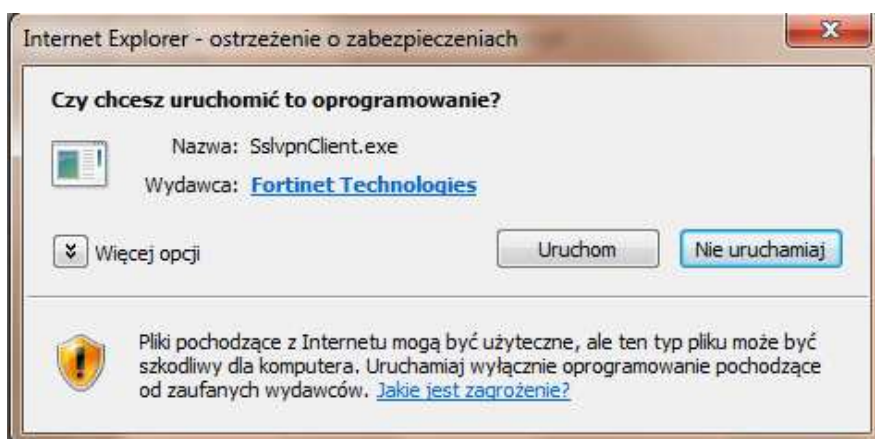 Internet Explorer - ostrzeżenie o zabezpieczeniach
Czy chcesz uruchomić to oprogramowanie?
Nazwa: SslvpnClient.exe
Wydawca: Fortinet Technologies
Więcej opcji
Uruchom
Nie uruchamiaj
Pliki pochodzące z Internetu mogą być użyteczne, ale ten typ pliku może być
szkodliwy dla komputera. Uruchamiaj wyłącznie oprogramowanie pochodzące
od zaufanych wydawców. Jakie jest zagrożenie?